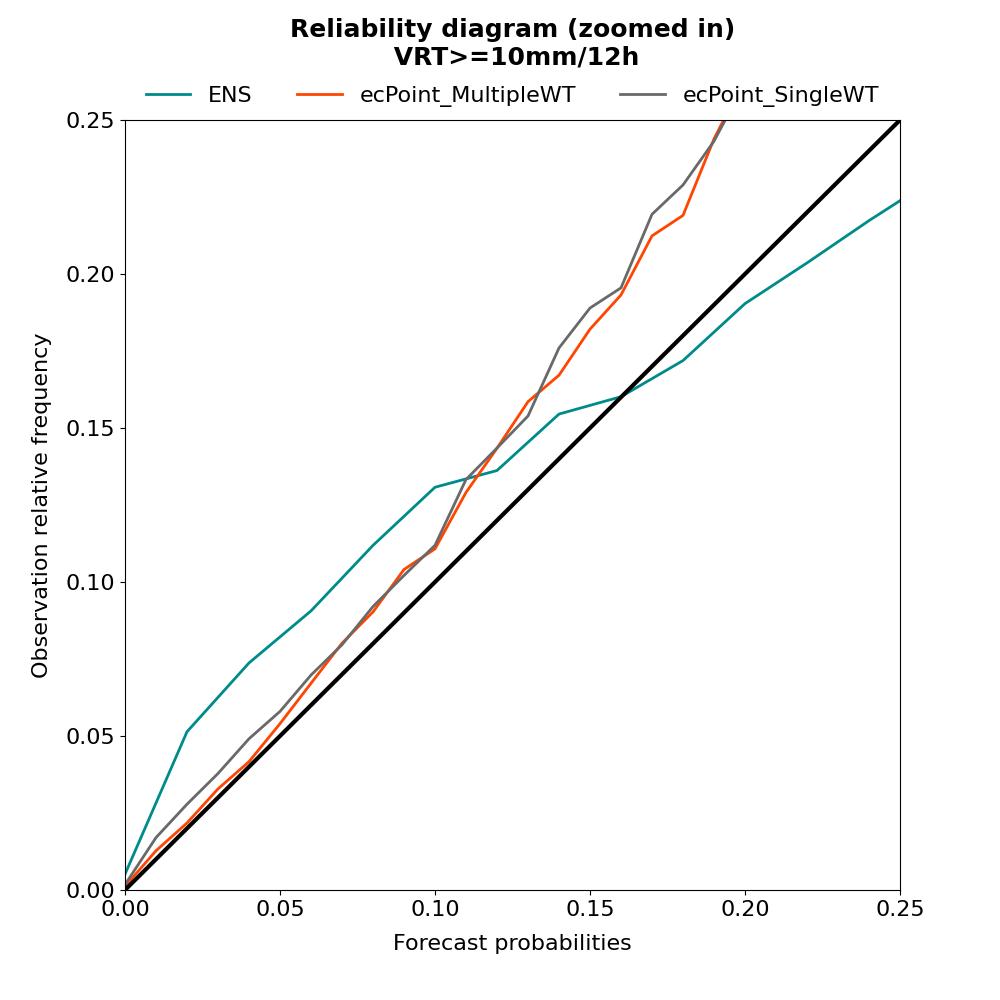 Reliability diagram (zoomed in)
VRT>=10mm/12h
ENS ecPoint_MultipleWT ecPoint_SingleWT
0.25
0.20
0.15
0.10
0.05
0.00
Observation relative frequency
0.00 0.05 0.10 0.15 0.20 0.25
Forecast probabilities